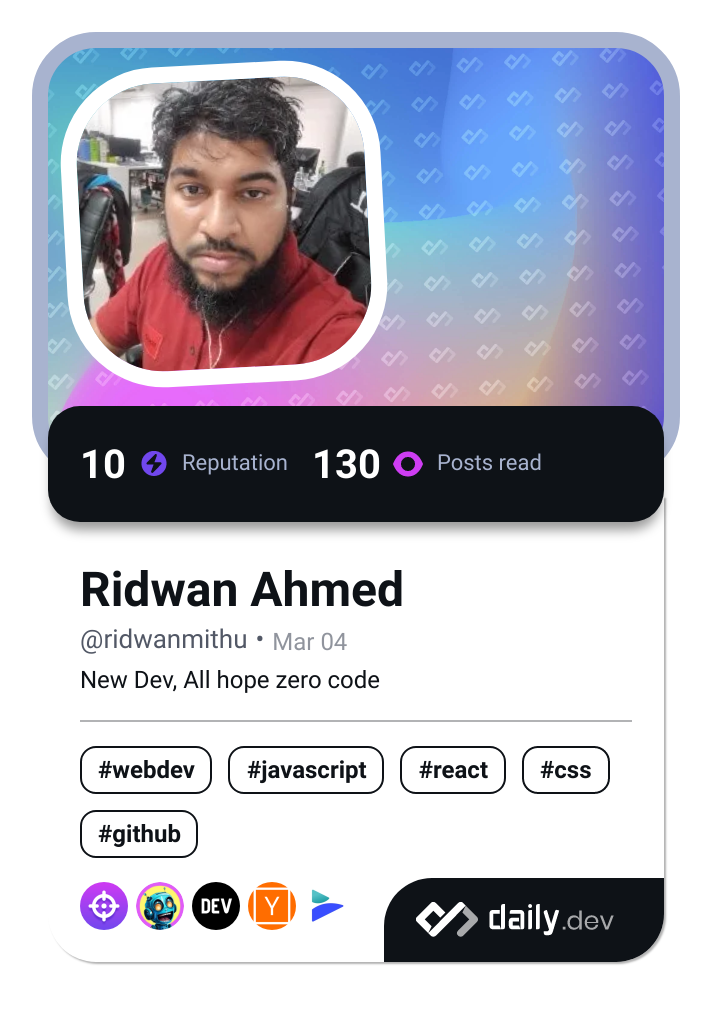 10 Reputation 130 Posts read
Ridwan Ahmed
@ridwanmithu • Mar 04
New Dev, All hope zero code
#webdev #javascript #react #css
#github
DEV Y daily.dev